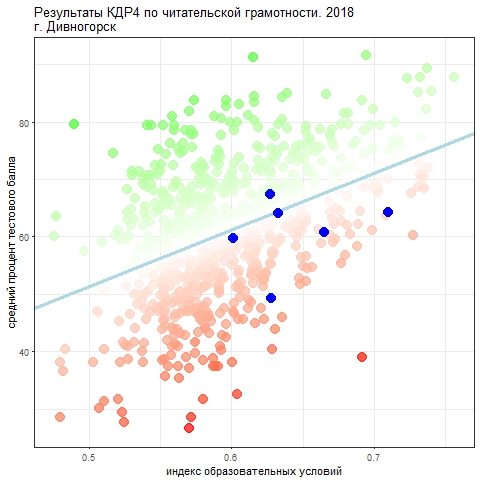 Результаты КДР4 по читательской грамотности. 2018
г. Дивногорск
средний процент тестового балла
80
60
40
0.5 0.6 0.7
индекс образовательных условий